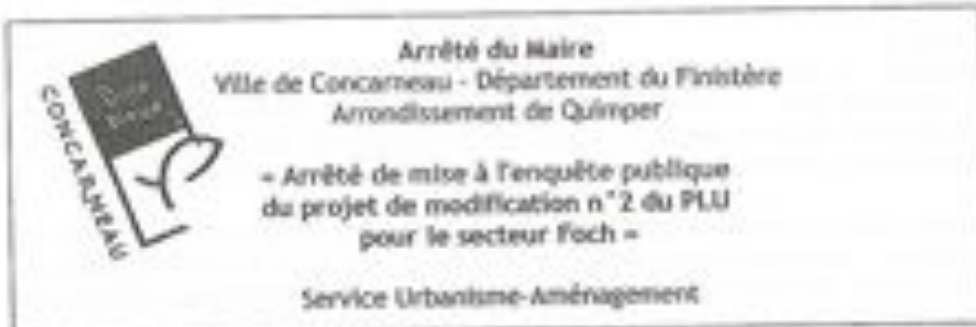 Arrêté du Maire
Ville de Concarneau - Département du Finistère
Arrondissement de Quimper
« Arrêté de mise à l'enquête publique
du projet de modification n°2 du PLU
pour le secteur Foch »
Service Urbanisme-Aménagement
CONCARNEAU